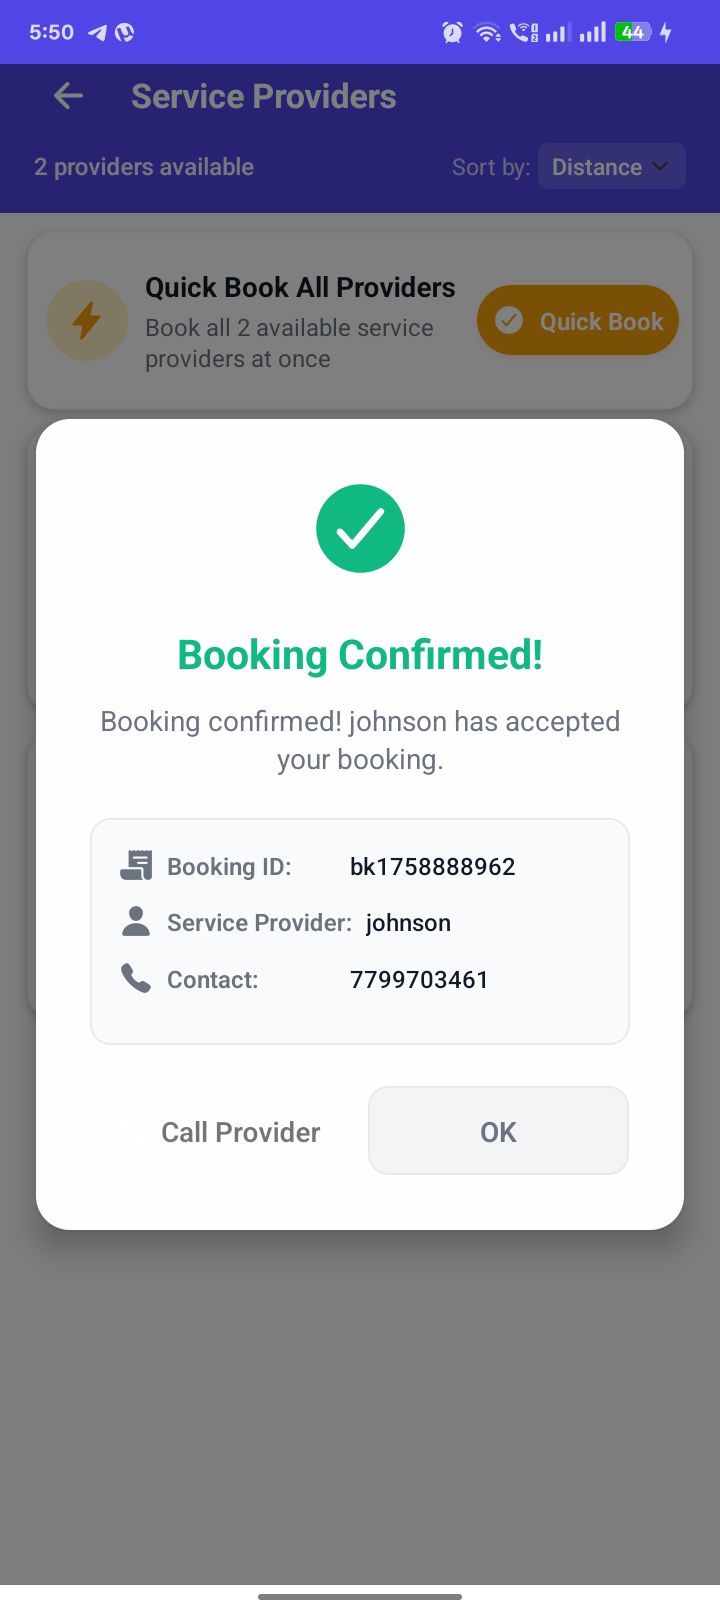 5:50
44
Service Providers
2 providers available
Sort by: Distance
Quick Book All Providers
Book all 2 available service
providers at once
Quick Book
Booking Confirmed!
Booking confirmed! johnson has accepted
your booking.
Booking ID: bk1758888962
Service Provider: johnson
Contact: 7799703461
Call Provider
OK